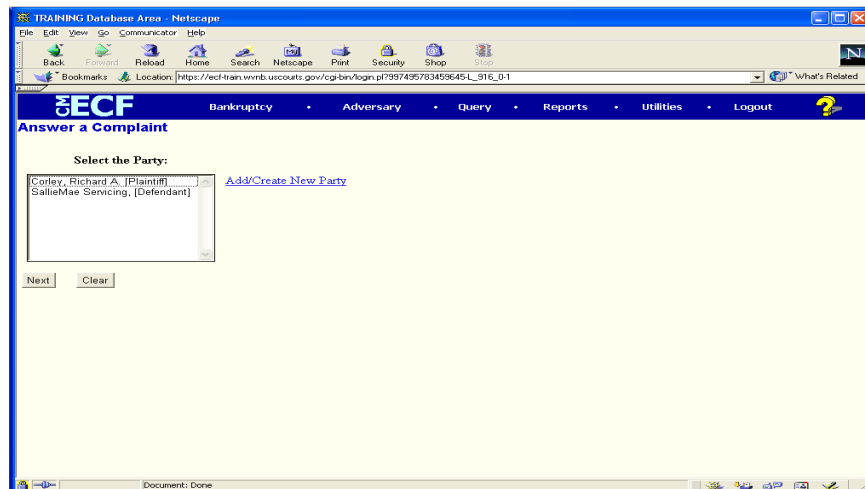 TRAINING Database Area - Netscape
File Edit View Go Communicator Help
Back Forward Reload Home Search Netscape Print Security Shop Stop
Bookmarks Location: https://ecf-train.wvnb.uscourts.gov/cgi-bin/login.pl?997495783459645-L_916_0-1 What's Related
CM ECF Bankruptcy • Adversary • Query • Reports • Utilities • Logout ?
Answer a Complaint
Select the Party:
Corley, Richard A. [Plaintiff] Add/Create New Party
SallieMae Servicing, [Defendant]
Next Clear
Document: Done